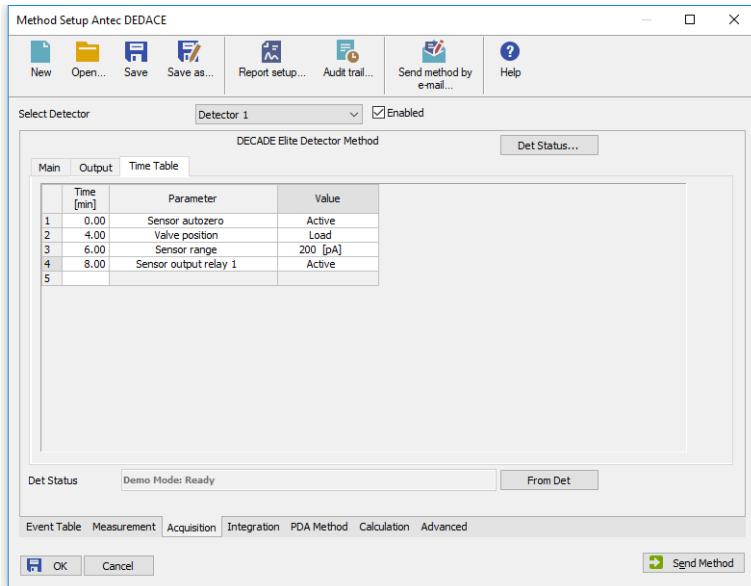 Method Setup Antec DEDACE
New Open... Save Save as... Report setup... Audit trail... Send method by e-mail... Help
Select Detector Detector 1 Enabled
DECADE Elite Detector Method Det Status...
Main Output Time Table
Time [min] Parameter Value
1 0.00 Sensor autozero Active
2 4.00 Valve position Load
3 6.00 Sensor range 200 [pA]
4 8.00 Sensor output relay 1 Active
5
Det Status Demo Mode: Ready From Det
Event Table Measurement Acquisition Integration PDA Method Calculation Advanced
OK Cancel Send Method